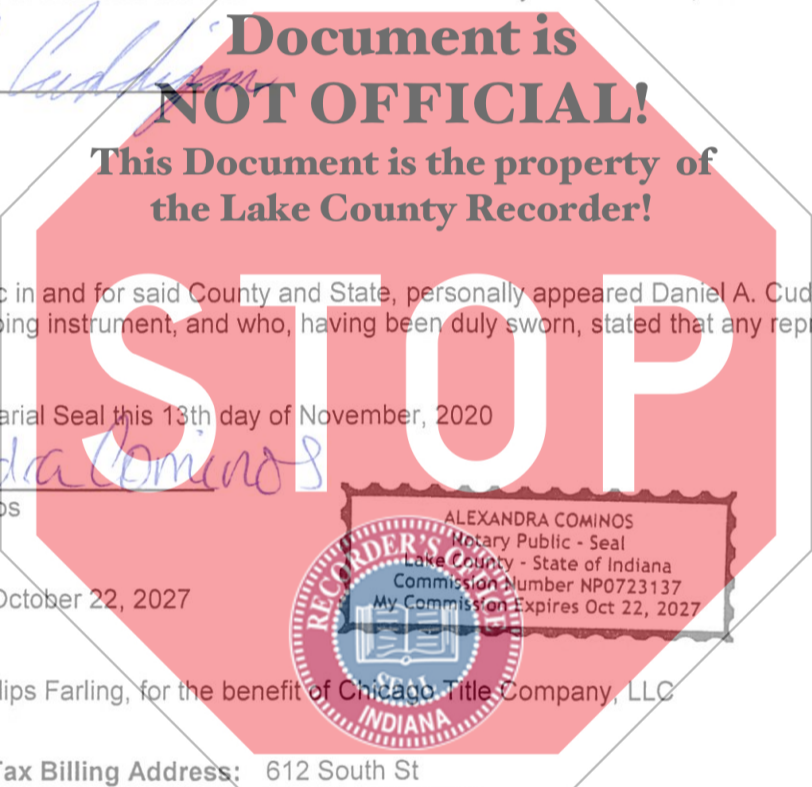 Document is
NOT OFFICIAL!
This Document is the property of
the Lake County Recorder!
c in and for said County and State, personally appeared Daniel A. Cud
oing instrument, and who, having been duly sworn, stated that any repr
STOP
arial Seal this 13th day of November, 2020
dra Cominos
os
ALEXANDRA COMINOS
Notary Public - Seal
Lake County - State of Indiana
Commission Number NP0723137
My Commission Expires Oct 22, 2027
October 22, 2027
RECORDER'S OFFICE
SEAL
INDIANA
lips Farling, for the benefit of Chicago Title Company, LLC
Tax Billing Address: 612 South St